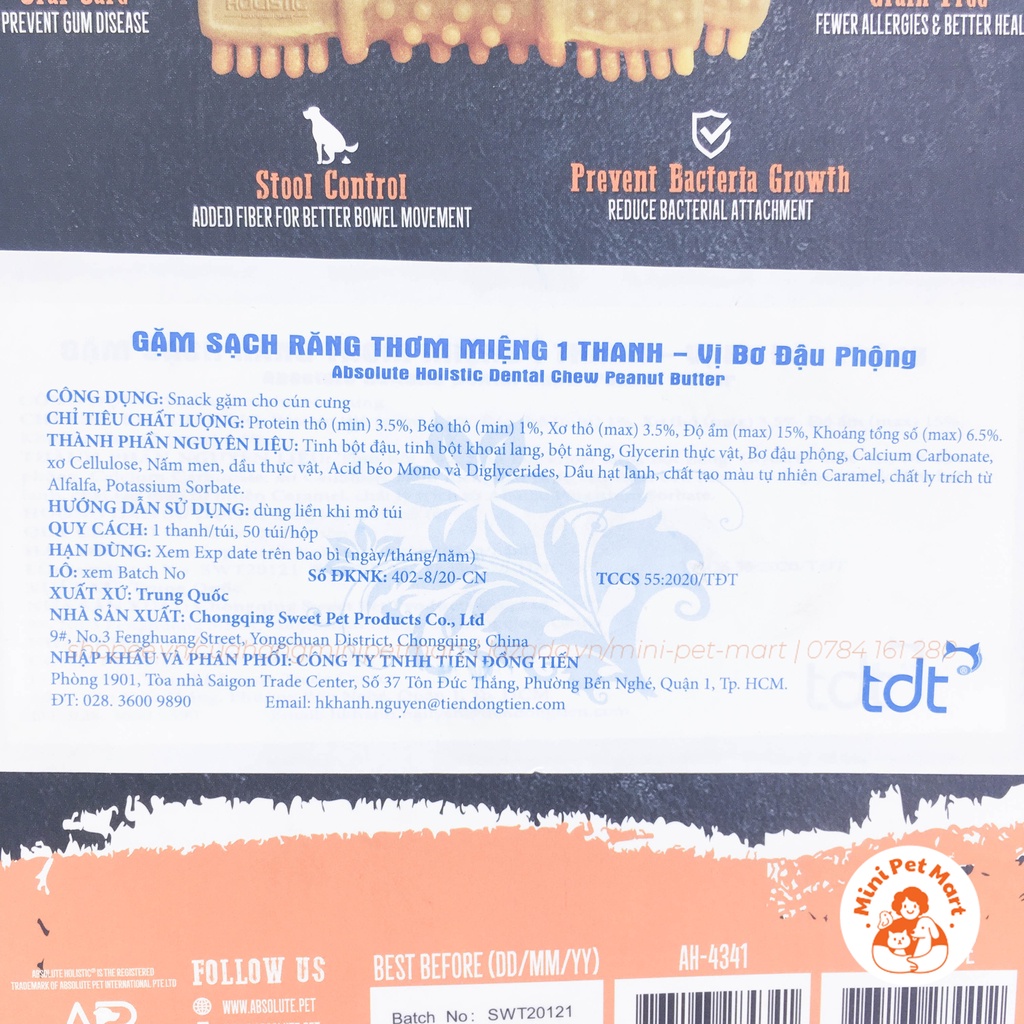 HOLISTIC
PREVENT GUM DISEASE
FEWER ALLERGIES & BETTER HEAL
Stool Control
ADDED FIBER FOR BETTER BOWEL MOVEMENT
Prevent Bacteria Growth
REDUCE BACTERIAL ATTACHMENT
GẶM SẠCH RĂNG THƠM MIỆNG 1 THANH – Vị Bơ Đậu Phộng
Absolute Holistic Dental Chew Peanut Butter
CÔNG DỤNG: Snack gặm cho cún cưng
CHỈ TIÊU CHẤT LƯỢNG: Protein thô (min) 3.5%, Béo thô (min) 1%, Xơ thô (max) 3.5%, Độ ẩm (max) 15%, Khoáng tổng số (max) 6.5%.
THÀNH PHẦN NGUYÊN LIỆU: Tinh bột đậu, tinh bột khoai lang, bột năng, Glycerin thực vật, Bơ đậu phộng, Calcium Carbonate,
xơ Cellulose, Nấm men, dầu thực vật, Acid béo Mono và Diglycerides, Dầu hạt lanh, chất tạo màu tự nhiên Caramel, chất ly trích từ
Alfalfa, Potassium Sorbate.
HƯỚNG DẪN SỬ DỤNG: dùng liền khi mở túi
QUY CÁCH: 1 thanh/túi, 50 túi/hộp
HẠN DÙNG: Xem Exp date trên bao bì (ngày/tháng/năm)
LÔ: xem Batch No Số ĐKNK: 402-8/20-CN TCCS 55:2020/TĐT
XUẤT XỨ: Trung Quốc
NHÀ SẢN XUẤT: Chongqing Sweet Pet Products Co., Ltd
9#, No.3 Fenghuang Street, Yongchuan District, Chongqing, China
NHẬP KHẨU VÀ PHÂN PHỐI: CÔNG TY TNHH TIẾN ĐỒNG TIẾN
Phòng 1901, Tòa nhà Saigon Trade Center, Số 37 Tôn Đức Thắng, Phường Bến Nghé, Quận 1, Tp. HCM.
ĐT: 028. 3600 9890 Email: hkhanh.nguyen@tiendongtien.com
tdt
Mini Pet Mart
ABSOLUTE HOLISTIC® IS THE REGISTERED
TRADEMARK OF ABSOLUTE PET INTERNATIONAL PTE LTD
FOLLOW US
WWW.ABSOLUTE.PET
BEST BEFORE (DD/MM/YY)
Batch No: SWT20121
AH-4341